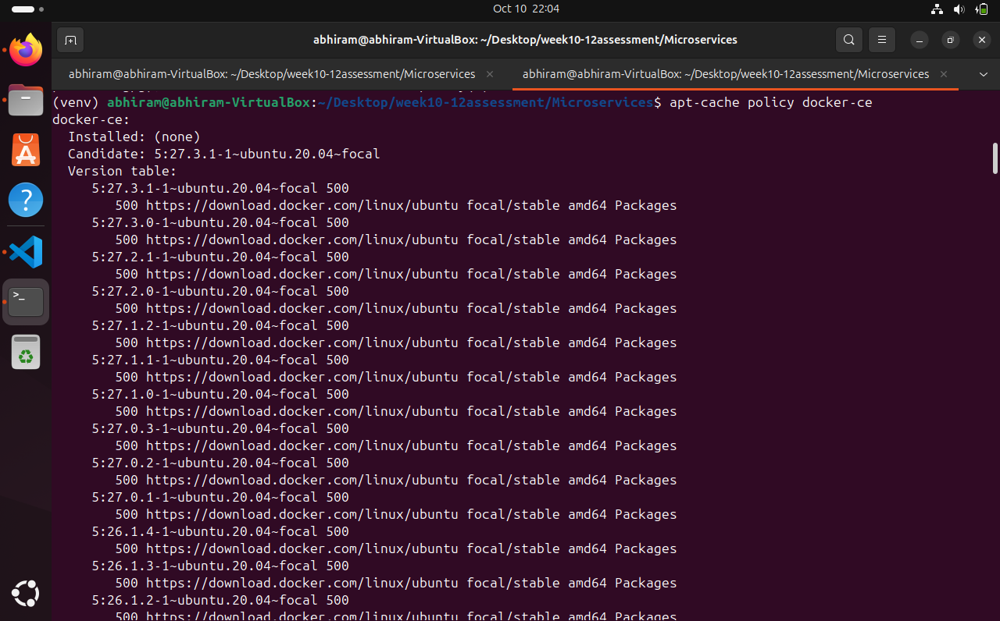 Oct 10 22:04
abhiram@abhiram-VirtualBox: ~/Desktop/week10-12assessment/Microservices
abhiram@abhiram-VirtualBox: ~/Desktop/week10-12assessment/Microservices
abhiram@abhiram-VirtualBox: ~/Desktop/week10-12assessment/Microservices
(venv) abhiram@abhiram-VirtualBox:~/Desktop/week10-12assessment/Microservices$ apt-cache policy docker-ce
docker-ce:
Installed: (none)
Candidate: 5:27.3.1-1~ubuntu.20.04~focal
Version table:
5:27.3.1-1~ubuntu.20.04~focal 500
500 https://download.docker.com/linux/ubuntu focal/stable amd64 Packages
5:27.3.0-1~ubuntu.20.04~focal 500
500 https://download.docker.com/linux/ubuntu focal/stable amd64 Packages
5:27.2.1-1~ubuntu.20.04~focal 500
500 https://download.docker.com/linux/ubuntu focal/stable amd64 Packages
5:27.2.0-1~ubuntu.20.04~focal 500
500 https://download.docker.com/linux/ubuntu focal/stable amd64 Packages
5:27.1.2-1~ubuntu.20.04~focal 500
500 https://download.docker.com/linux/ubuntu focal/stable amd64 Packages
5:27.1.1-1~ubuntu.20.04~focal 500
500 https://download.docker.com/linux/ubuntu focal/stable amd64 Packages
5:27.1.0-1~ubuntu.20.04~focal 500
500 https://download.docker.com/linux/ubuntu focal/stable amd64 Packages
5:27.0.3-1~ubuntu.20.04~focal 500
500 https://download.docker.com/linux/ubuntu focal/stable amd64 Packages
5:27.0.2-1~ubuntu.20.04~focal 500
500 https://download.docker.com/linux/ubuntu focal/stable amd64 Packages
5:27.0.1-1~ubuntu.20.04~focal 500
500 https://download.docker.com/linux/ubuntu focal/stable amd64 Packages
5:26.1.4-1~ubuntu.20.04~focal 500
500 https://download.docker.com/linux/ubuntu focal/stable amd64 Packages
5:26.1.3-1~ubuntu.20.04~focal 500
500 https://download.docker.com/linux/ubuntu focal/stable amd64 Packages
5:26.1.2-1~ubuntu.20.04~focal 500
500 https://download.docker.com/linux/ubuntu focal/stable amd64 Packages